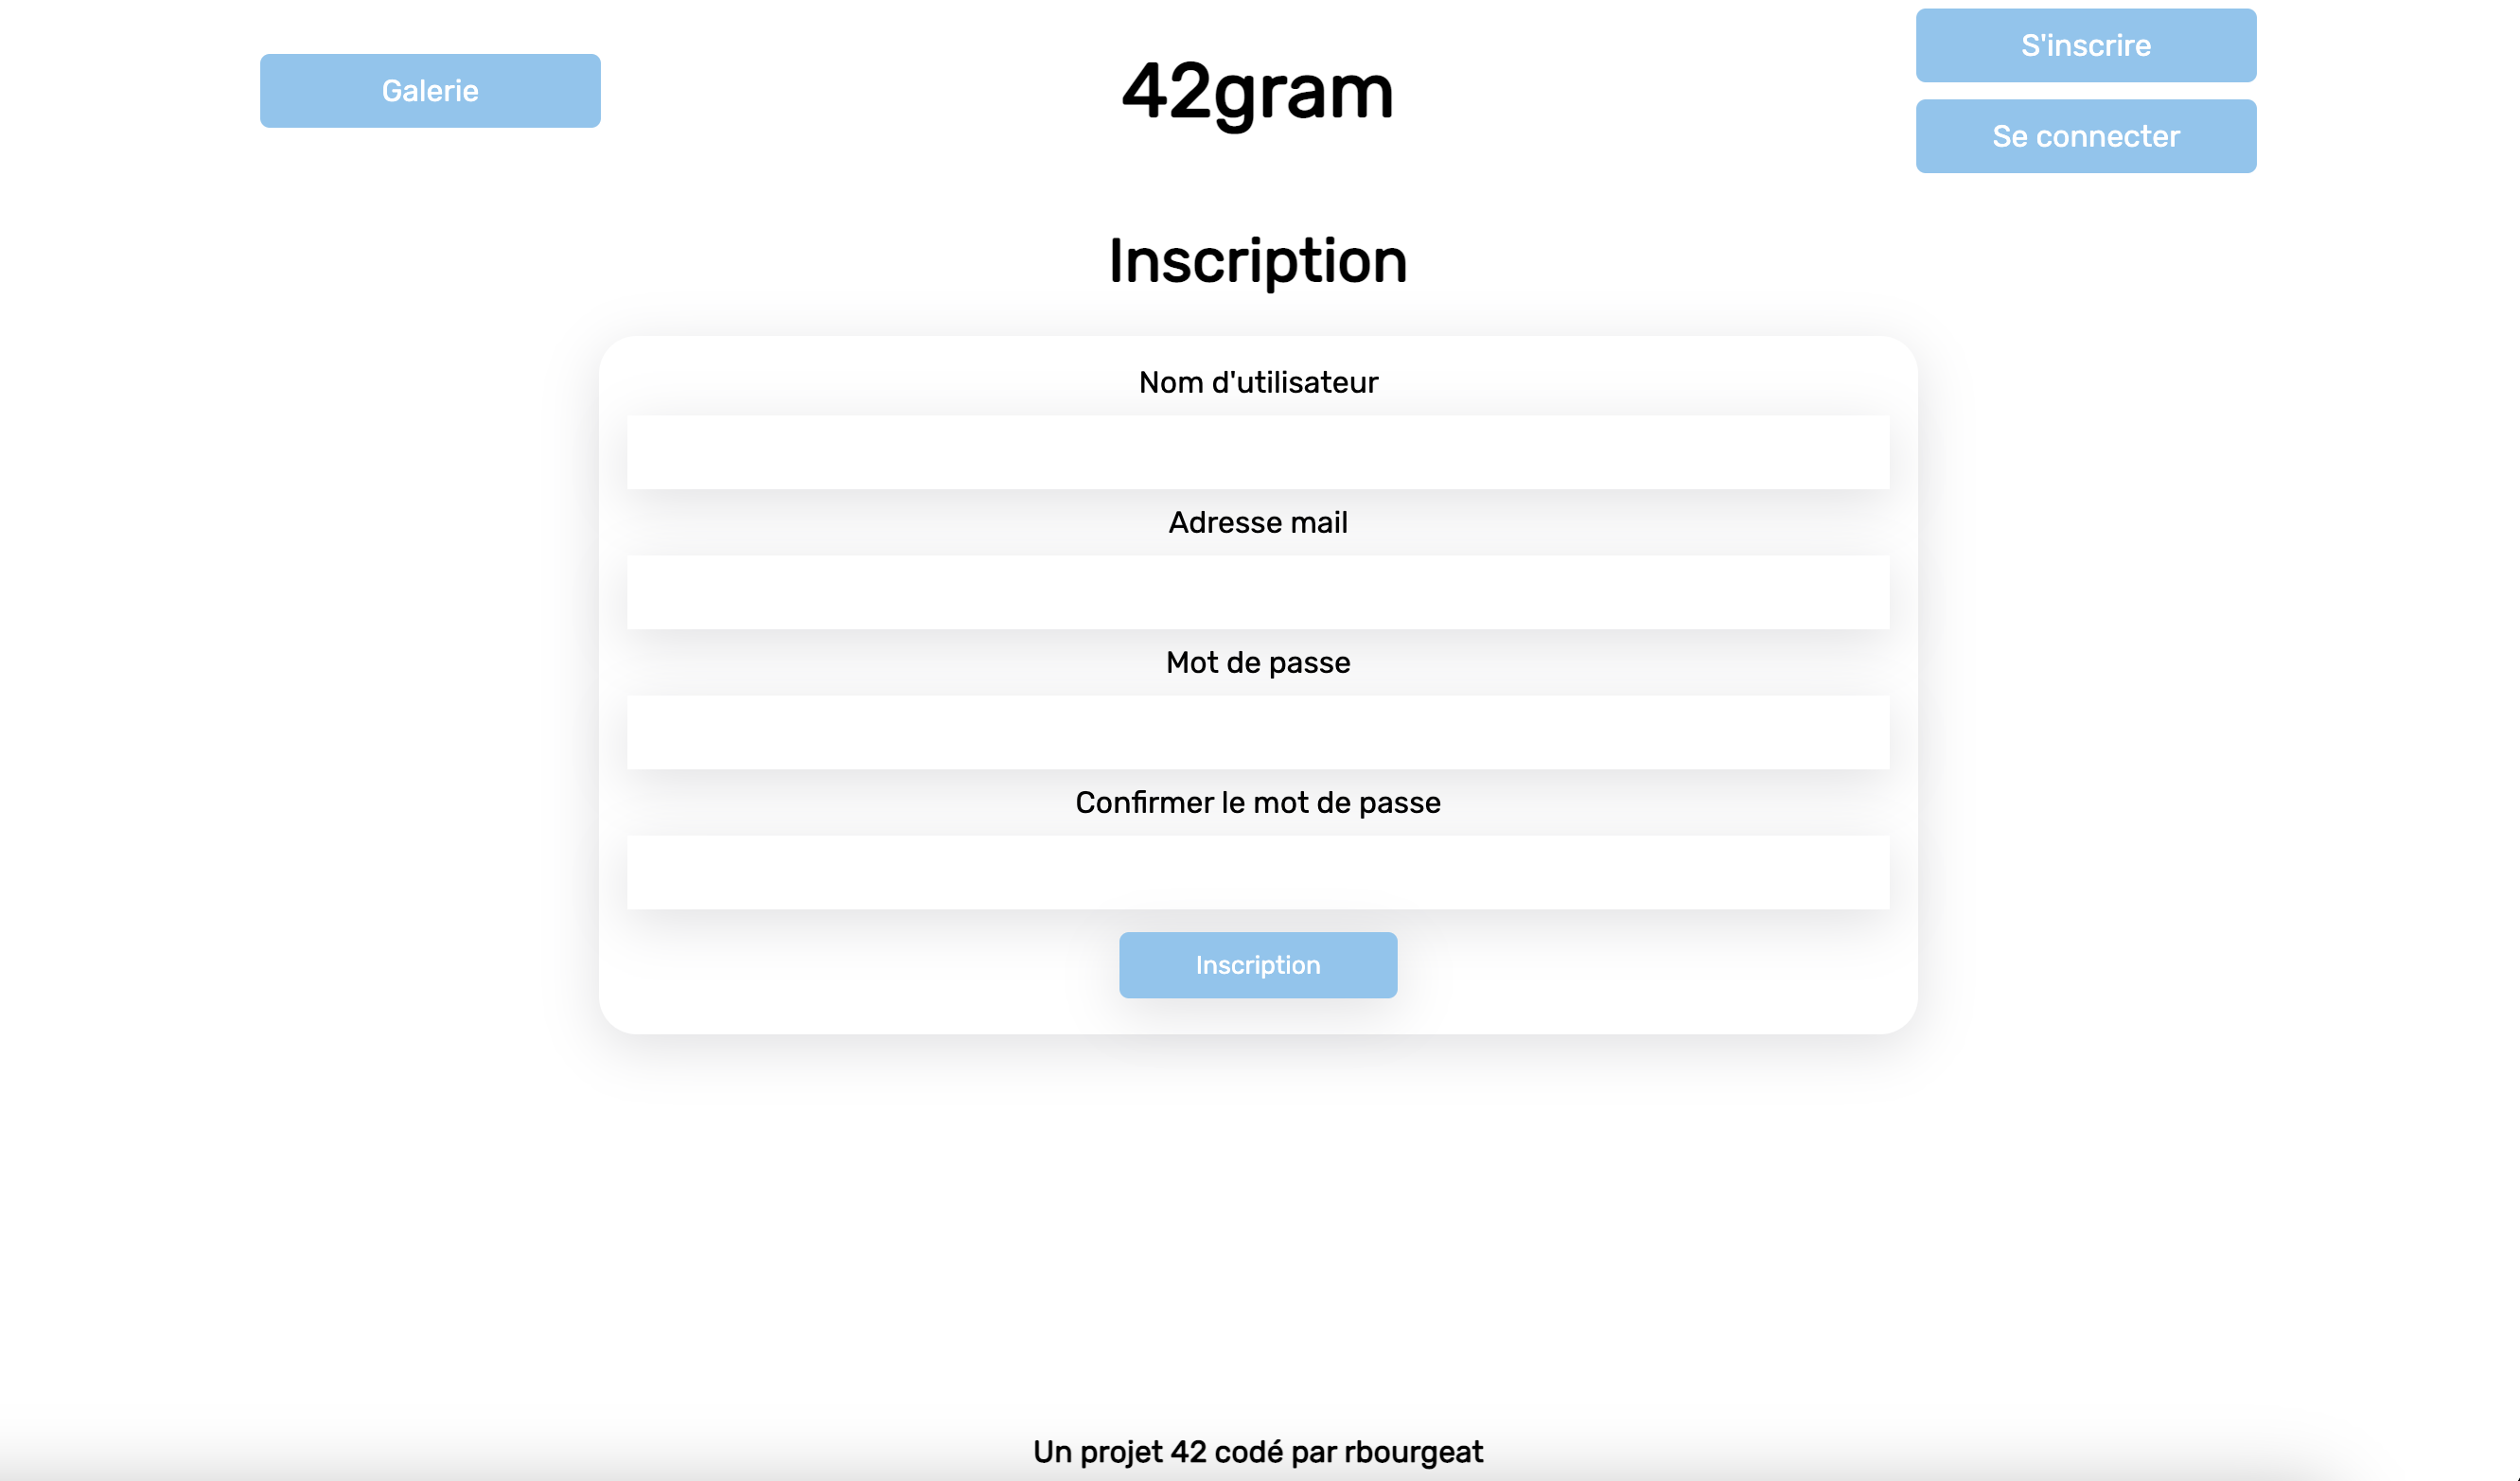 Galerie
42gram
S'inscrire
Se connecter
Inscription
Nom d'utilisateur
Adresse mail
Mot de passe
Confirmer le mot de passe
Inscription
Un projet 42 codé par rbourgeat